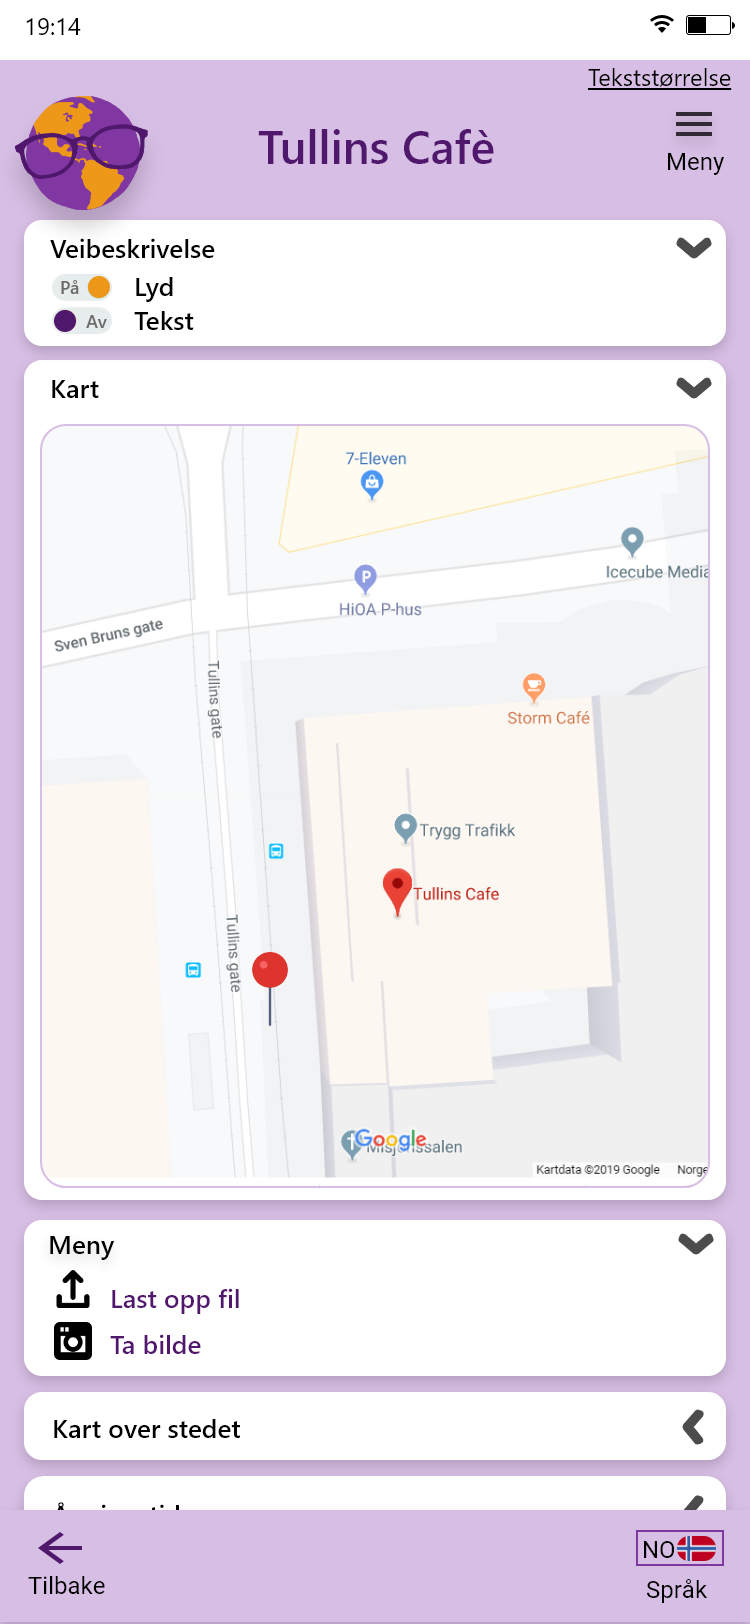 19:14
Tekststørrelse
Tullins Cafè
Meny
Veibeskrivelse
På
Lyd
Av
Tekst
Kart
7-Eleven
Icecube Media
P
HiOA P-hus
Sven Bruns gate
Tullins gate
Storm Café
Trygg Trafikk
Tullins Cafe
Tullins gate
Google
Kartdata ©2019 Google
Norge
Meny
Last opp fil
Ta bilde
Kart over stedet
Tilbake
NO
Språk